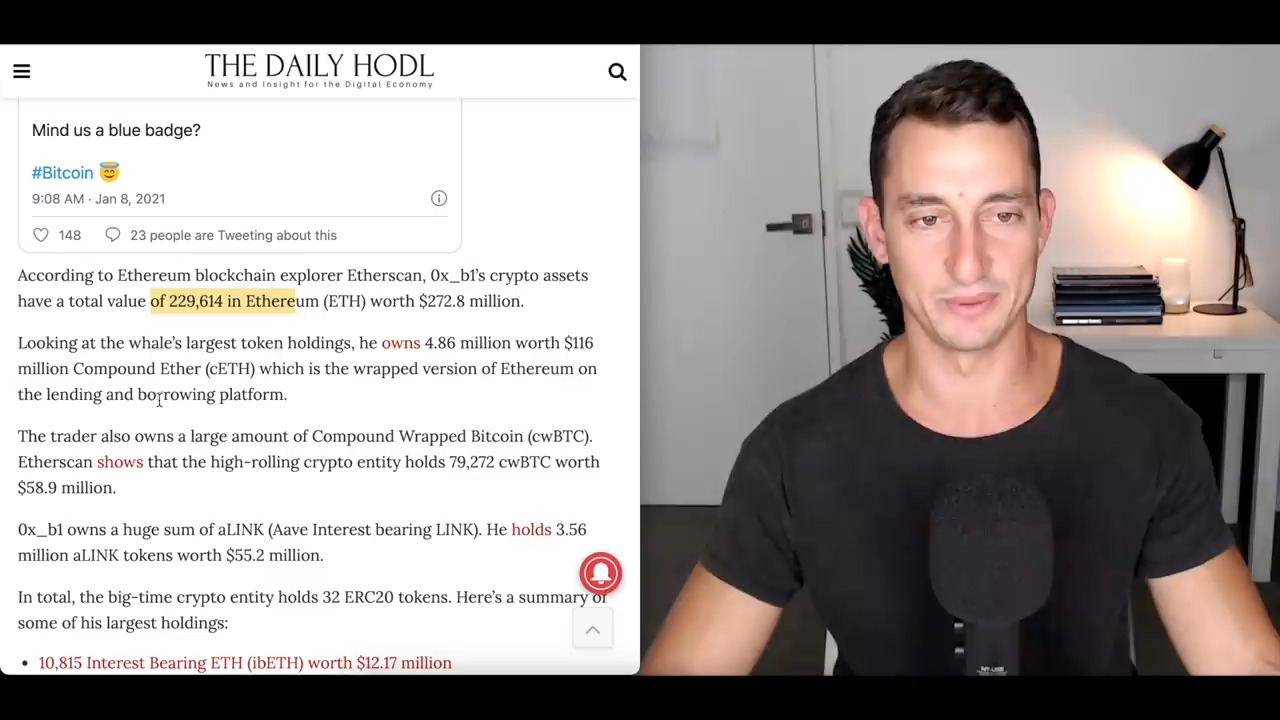 THE DAILY HODL
News and Insight for the Digital Economy
Mind us a blue badge?
#Bitcoin 😇
9:08 AM · Jan 8, 2021
148 23 people are Tweeting about this
According to Ethereum blockchain explorer Etherscan, 0x_b1's crypto assets
have a total value of 229,614 in Ethereum (ETH) worth $272.8 million.
Looking at the whale's largest token holdings, he owns 4.86 million worth $116
million Compound Ether (cETH) which is the wrapped version of Ethereum on
the lending and borrowing platform.
The trader also owns a large amount of Compound Wrapped Bitcoin (cwBTC).
Etherscan shows that the high-rolling crypto entity holds 79,272 cwBTC worth
$58.9 million.
0x_b1 owns a huge sum of aLINK (Aave Interest bearing LINK). He holds 3.56
million aLINK tokens worth $55.2 million.
In total, the big-time crypto entity holds 32 ERC20 tokens. Here's a summary of
some of his largest holdings:
• 10,815 Interest Bearing ETH (ibETH) worth $12.17 million